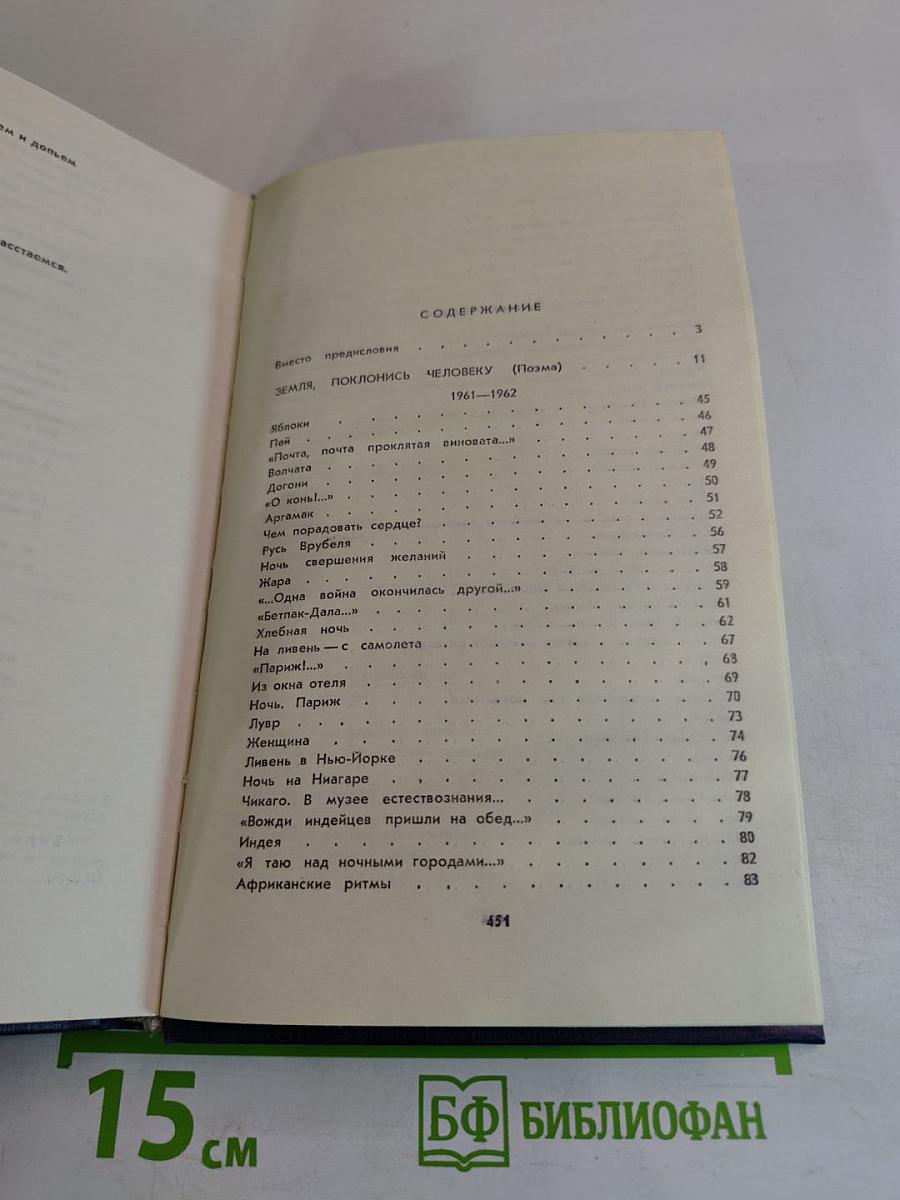 ем и допьем
асстаемся.
СОДЕРЖАНИЕ
Вместо предисловия . . . . . . . . . . . . 3
ЗЕМЛЯ, ПОКЛОНИСЬ ЧЕЛОВЕКУ (Поэма) . . . . . 11
1961—1962
Яблоки . . . . . . . . . . . . 45
Пей . . . . . . . . . . . . 46
«Почта, почта проклятая виновата...» . . . . . . 47
Волчата . . . . . . . . . . . . 48
Догони . . . . . . . . . . . . 49
«О конь!...» . . . . . . . . . . . . 50
Аргамак . . . . . . . . . . . . 51
Чем порадовать сердце? . . . . . . . . . 52
Русь Врубеля . . . . . . . . . . . . 56
Ночь свершения желаний . . . . . . . . . 57
Жара . . . . . . . . . . . . 58
«...Одна война окончилась другой...» . . . . . . 59
«Бетпак-Дала...» . . . . . . . . . . . . 61
Хлебная ночь . . . . . . . . . . . . 62
На ливень — с самолета . . . . . . . . . . 67
«Париж!...» . . . . . . . . . . . . 68
Из окна отеля . . . . . . . . . . . . 69
Ночь. Париж . . . . . . . . . . . . 70
Лувр . . . . . . . . . . . . 73
Женщина . . . . . . . . . . . . 74
Ливень в Нью-Йорке . . . . . . . . . . 76
Ночь на Ниагаре . . . . . . . . . . . 77
Чикаго. В музее естествознания... . . . . . . . 78
«Вожди индейцев пришли на обед...» . . . . . . 79
Индея . . . . . . . . . . . . 80
«Я таю над ночными городами...» . . . . . . . 82
Африканские ритмы . . . . . . . . . . 83
451
15 см
БФ БИБЛИОФАН